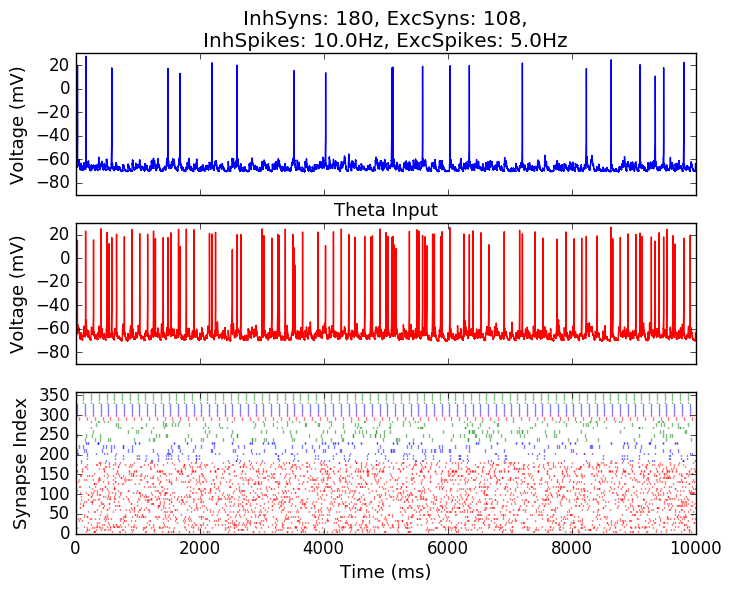 InhSyns: 180, ExcSyns: 108,
InhSpikes: 10.0Hz, ExcSpikes: 5.0Hz
Voltage (mV)
20
0
−20
−40
−60
−80
Theta Input
Voltage (mV)
20
0
−20
−40
−60
−80
Synapse Index
350
300
250
200
150
100
50
0
0 2000 4000 6000 8000 10000
Time (ms)